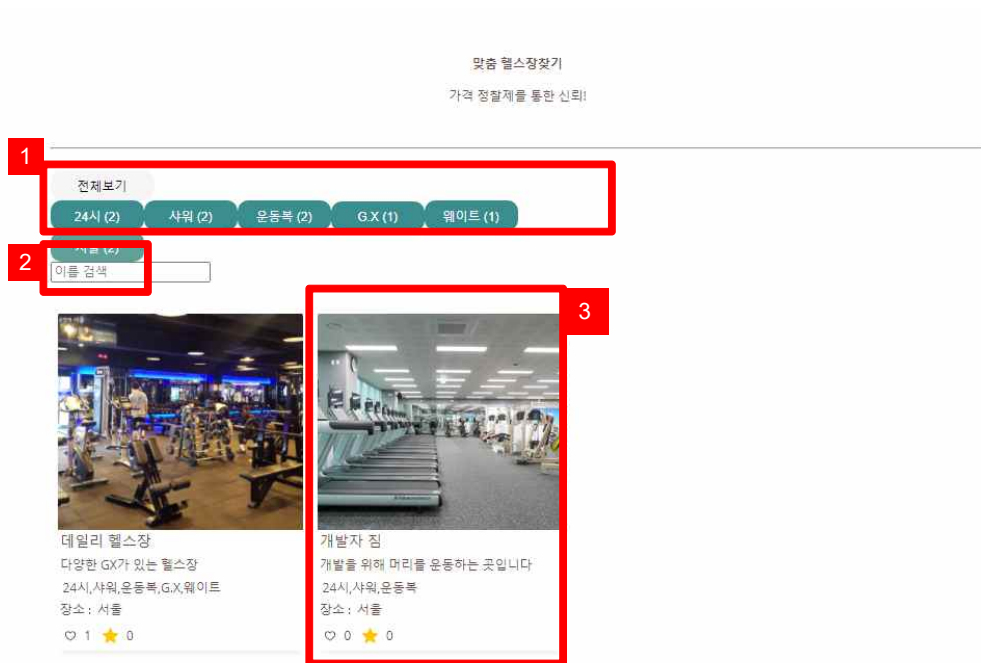 맞춤 헬스장찾기
가격 정찰제를 통한 신뢰!
1
전체보기
24시 (2) 샤워 (2) 운동복 (2) G.X (1) 웨이트 (1)
(2)
2
이름 검색
3
데일리 헬스장
다양한 GX가 있는 헬스장
24시,샤워,운동복,G.X,웨이트
장소 : 서울
1 0
개발자 짐
개발을 위해 머리를 운동하는 곳입니다
24시,샤워,운동복
장소 : 서울
0 0